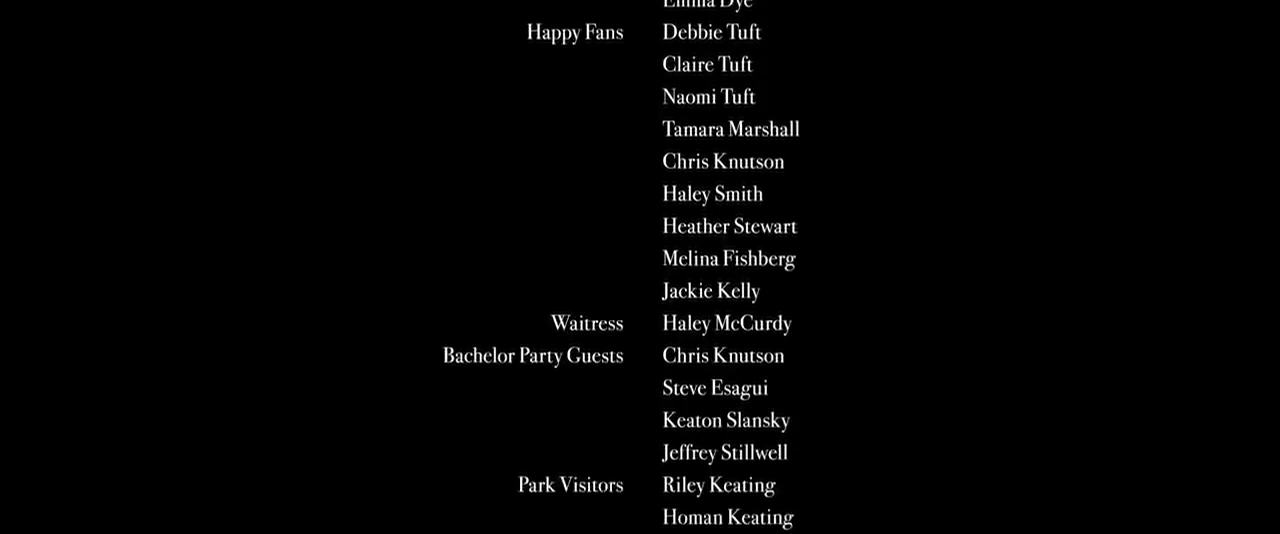 Emma Dye
Happy Fans Debbie Tuft
Claire Tuft
Naomi Tuft
Tamara Marshall
Chris Knutson
Haley Smith
Heather Stewart
Melina Fishberg
Jackie Kelly
Waitress Haley McCurdy
Bachelor Party Guests Chris Knutson
Steve Esagui
Keaton Slansky
Jeffrey Stillwell
Park Visitors Riley Keating
Homan Keating